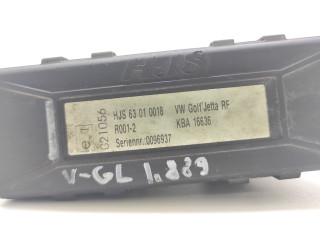 HJS
e1
021056
HJS 63 01 0018 VW Golf Jetta RF
R001-2 KBA 16636
Seriennr.:0096937
V-GL 1.889